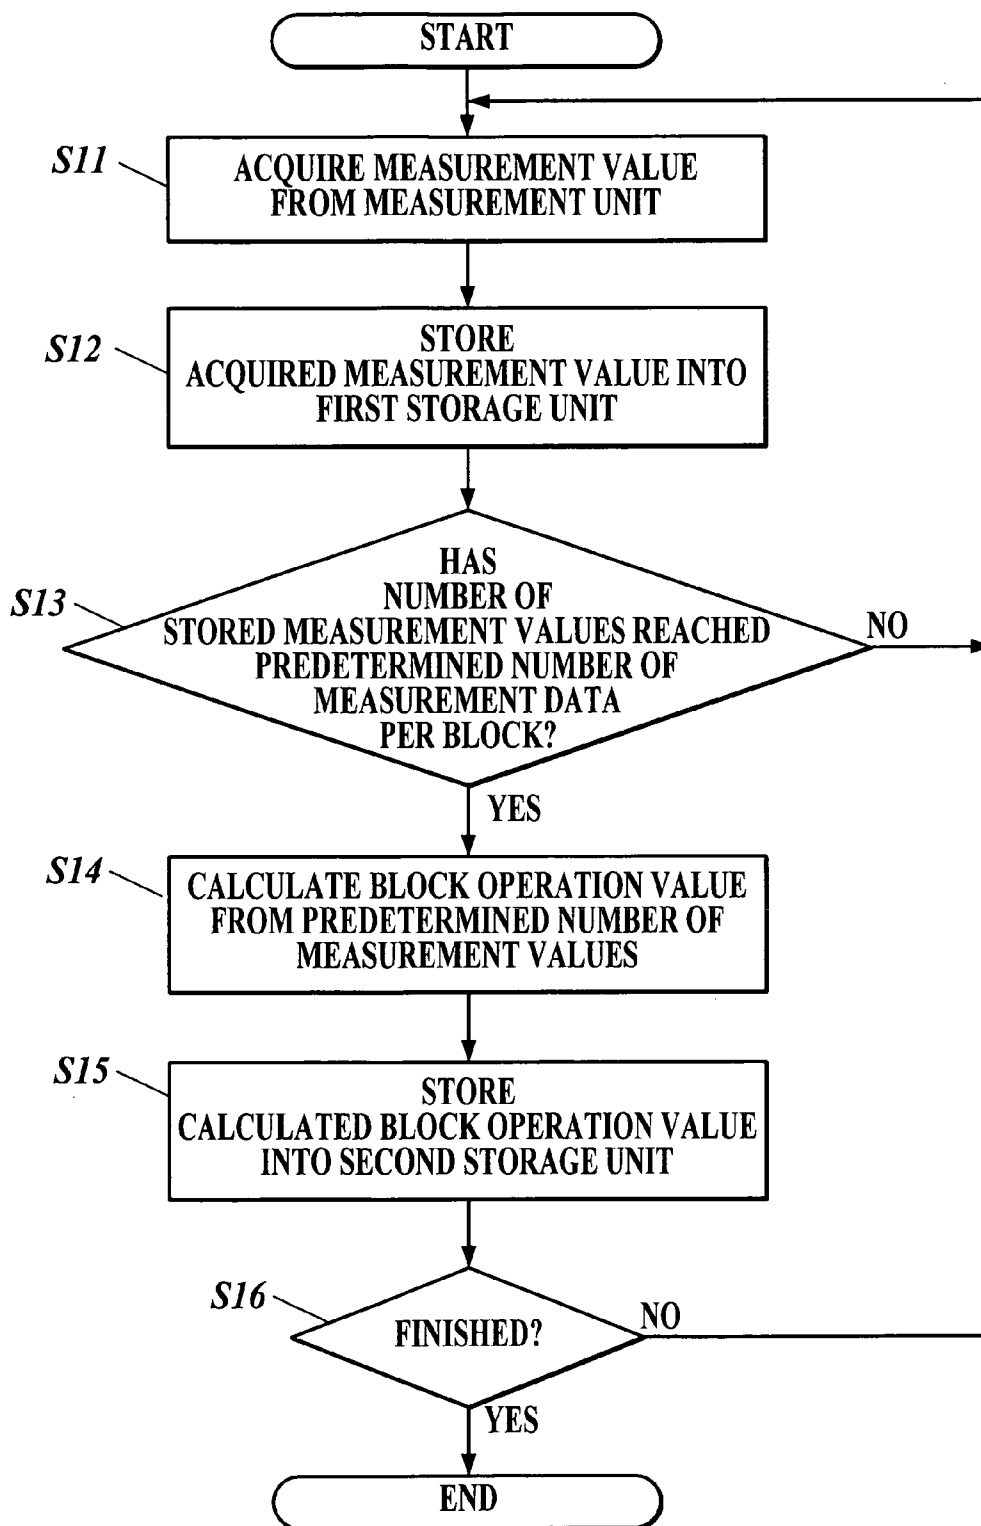 START
S11
ACQUIRE MEASUREMENT VALUE
FROM MEASUREMENT UNIT
S12
STORE
ACQUIRED MEASUREMENT VALUE INTO
FIRST STORAGE UNIT
S13
HAS
NUMBER OF
STORED MEASUREMENT VALUES REACHED
PREDETERMINED NUMBER OF
MEASUREMENT DATA
PER BLOCK?
NO
YES
S14
CALCULATE BLOCK OPERATION VALUE
FROM PREDETERMINED NUMBER OF
MEASUREMENT VALUES
S15
STORE
CALCULATED BLOCK OPERATION VALUE
INTO SECOND STORAGE UNIT
S16
FINISHED?
NO
YES
END